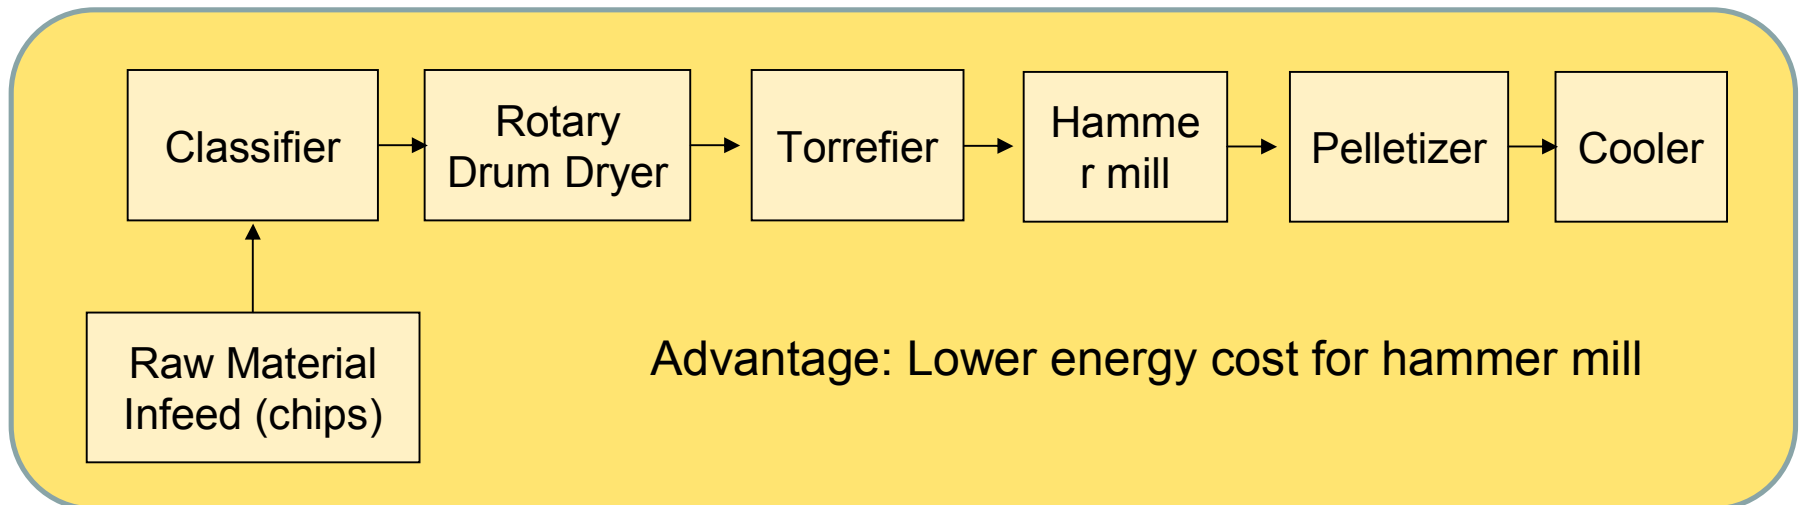 Classifier
Rotary
Drum Dryer
Torrefier
Hamme
r mill
Pelletizer
Cooler
Raw Material
Infeed (chips)
Advantage: Lower energy cost for hammer mill